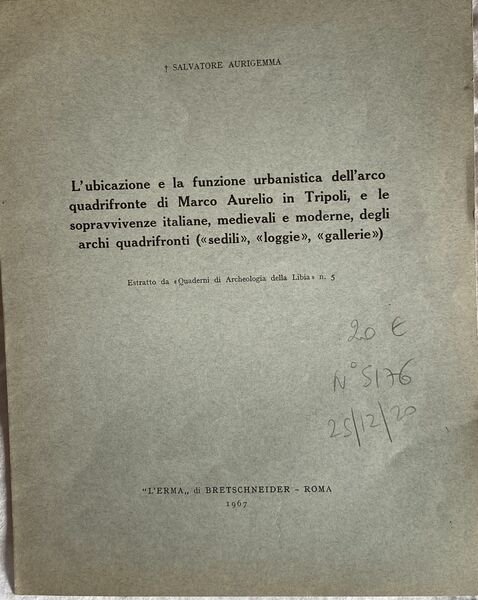 † SALVATORE AURIGEMMA
L'ubicazione e la funzione urbanistica dell'arco
quadrifronte di Marco Aurelio in Tripoli, e le
sopravvivenze italiane, medievali e moderne, degli
archi quadrifronti («sedili», «loggie», «gallerie»)
Estratto da «Quaderni di Archeologia della Libia» n. 5
20 €
N° 5176
25/12/20
"L'ERMA„ di BRETSCHNEIDER - ROMA
1967